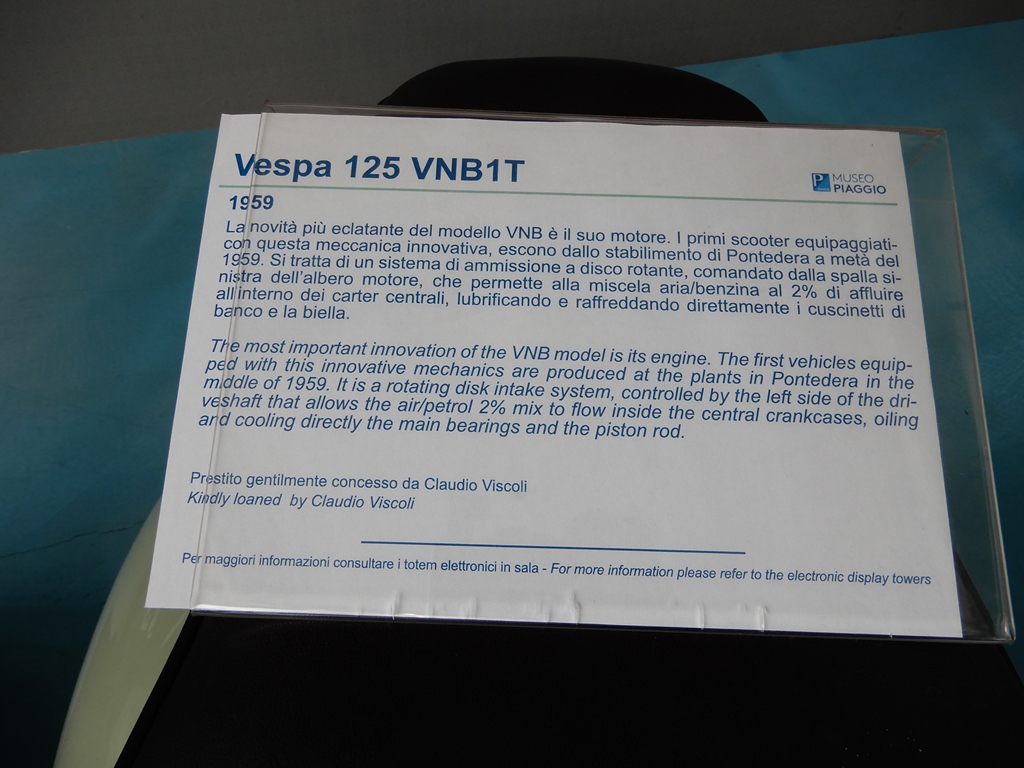 Vespa 125 VNB1T
MUSEO
PIAGGIO
1959
La novità più eclatante del modello VNB è il suo motore. I primi scooter equipaggiati-
con questa meccanica innovativa, escono dallo stabilimento di Pontedera a metà del
1959. Si tratta di un sistema di ammissione a disco rotante, comandato dalla spalla si-
nistra dell'albero motore, che permette alla miscela aria/benzina al 2% di affluire
all'interno dei carter centrali, lubrificando e raffreddando direttamente i cuscinetti di
banco e la biella.
The most important innovation of the VNB model is its engine. The first vehicles equip-
ped with this innovative mechanics are produced at the plants in Pontedera in the
middle of 1959. It is a rotating disk intake system, controlled by the left side of the dri-
veshaft that allows the air/petrol 2% mix to flow inside the central crankcases, oiling
and cooling directly the main bearings and the piston rod.
Prestito gentilmente concesso da Claudio Viscoli
Kindly loaned by Claudio Viscoli
Per maggiori informazioni consultare i totem elettronici in sala - For more information please refer to the electronic display towers